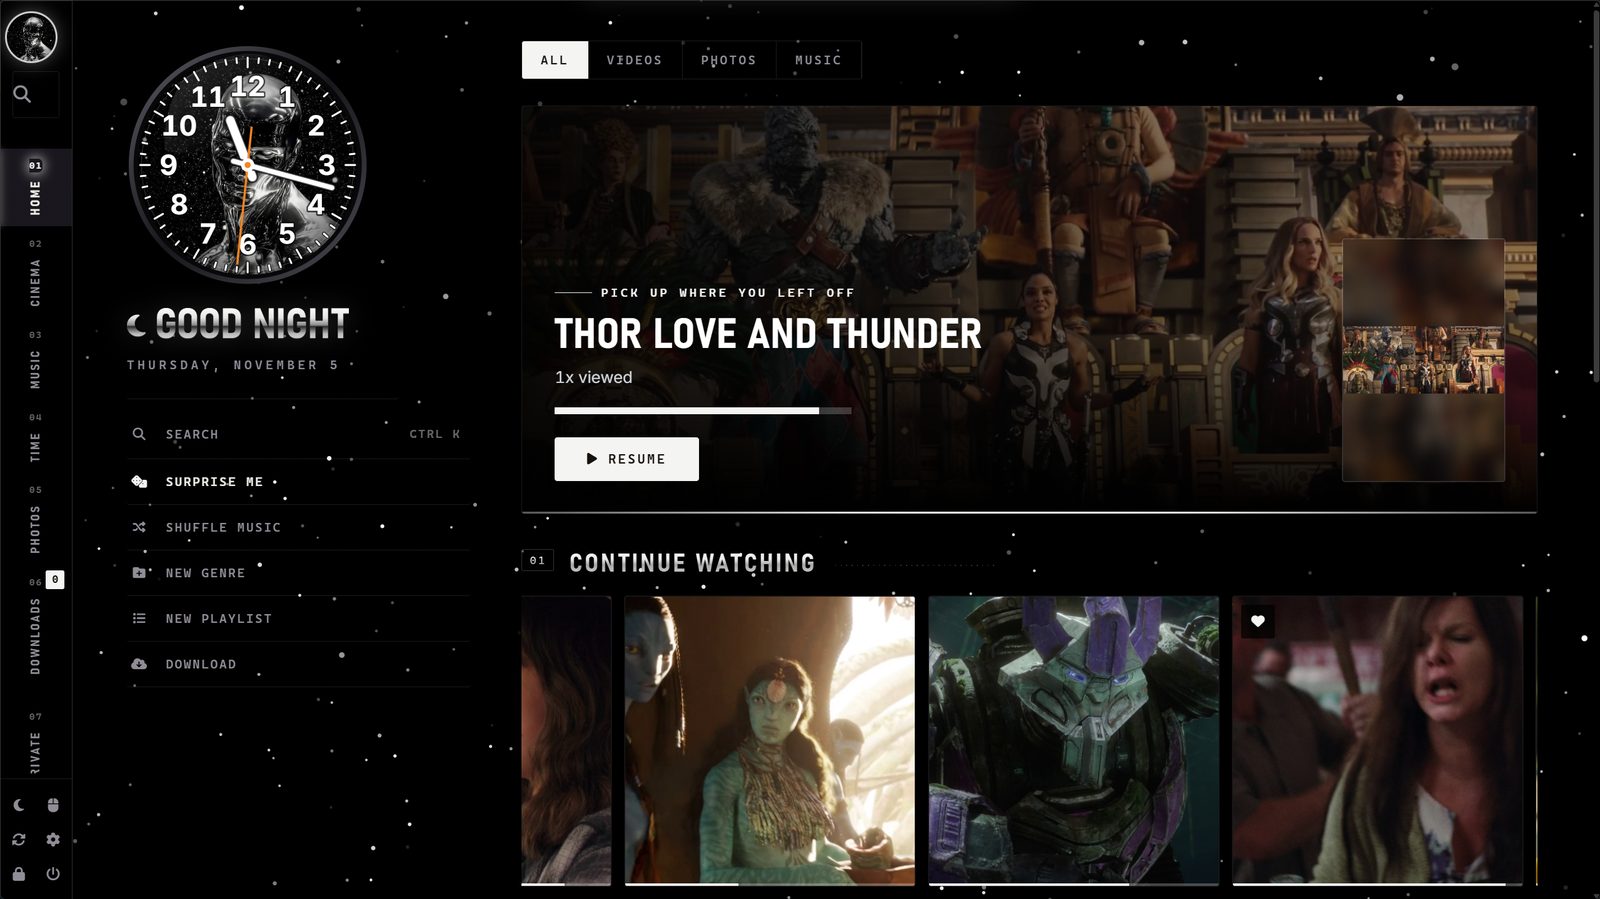 01
HOME
02
CINEMA
03
MUSIC
04
TIME
05
PHOTOS
06
0
DOWNLOADS
07
RIVATE
12
1
2
3
4
5
6
7
8
9
10
11
GOOD NIGHT
THURSDAY, NOVEMBER 5
SEARCH CTRL K
SURPRISE ME
SHUFFLE MUSIC
NEW GENRE
NEW PLAYLIST
DOWNLOAD
ALL VIDEOS PHOTOS MUSIC
PICK UP WHERE YOU LEFT OFF
THOR LOVE AND THUNDER
1x viewed
RESUME
01 CONTINUE WATCHING